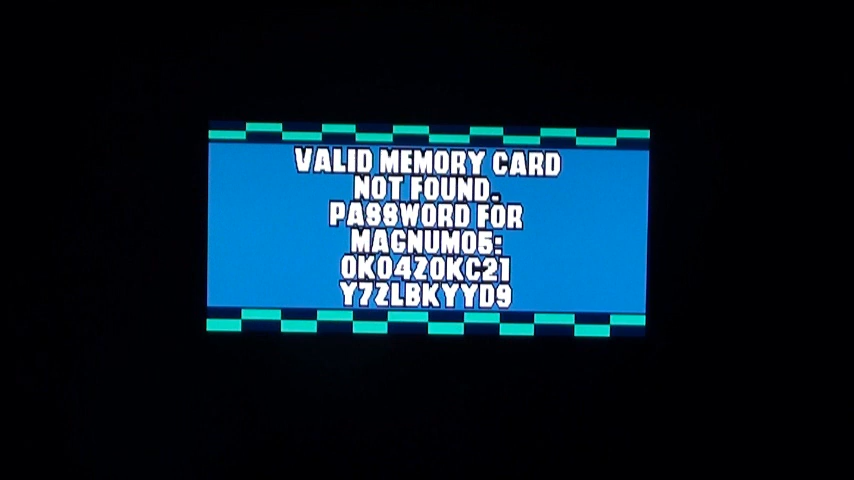 VALID MEMORY CARD
NOT FOUND.
PASSWORD FOR
MAGNUM05:
0K04Z0KC21
Y7ZLBKYYD9